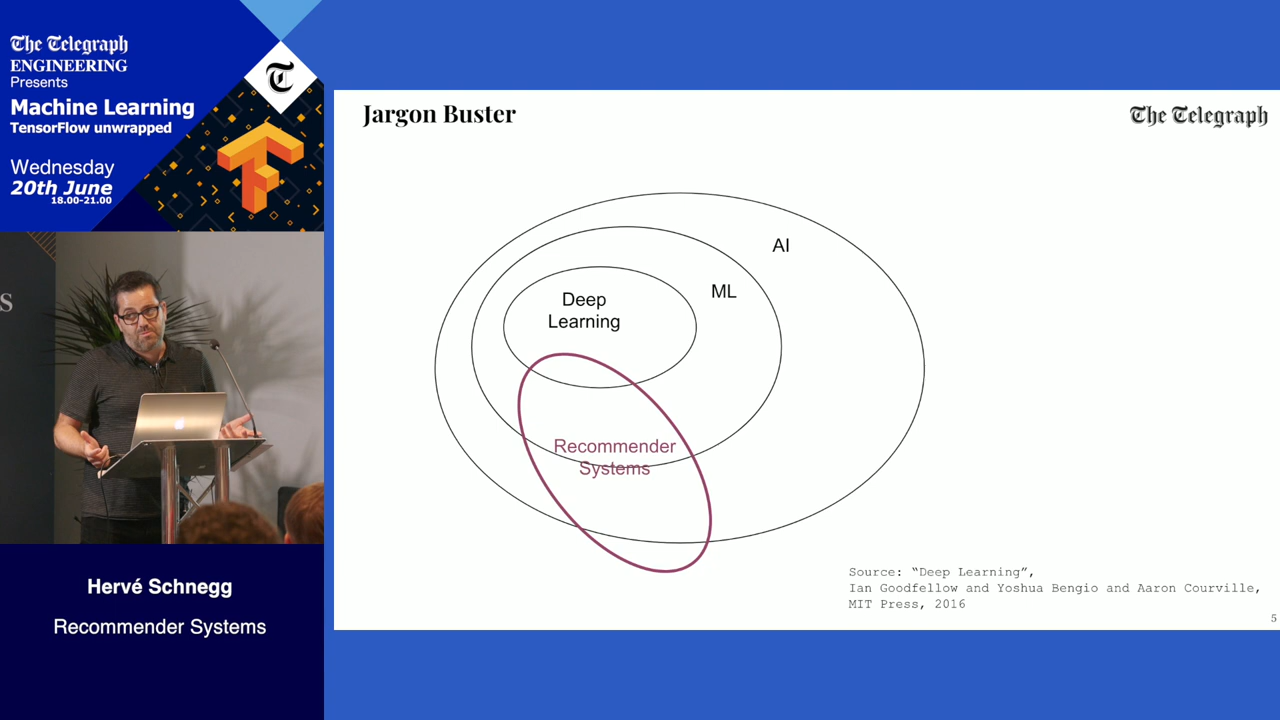 The Telegraph
ENGINEERING
Presents
Machine Learning
TensorFlow unwrapped
Wednesday
20th June
18.00-21.00
T
S
Hervé Schnegg
Recommender Systems
Jargon Buster
The Telegraph
AI
ML
Deep
Learning
Recommender
Systems
Source: “Deep Learning”,
Ian Goodfellow and Yoshua Bengio and Aaron Courville,
MIT Press, 2016
5